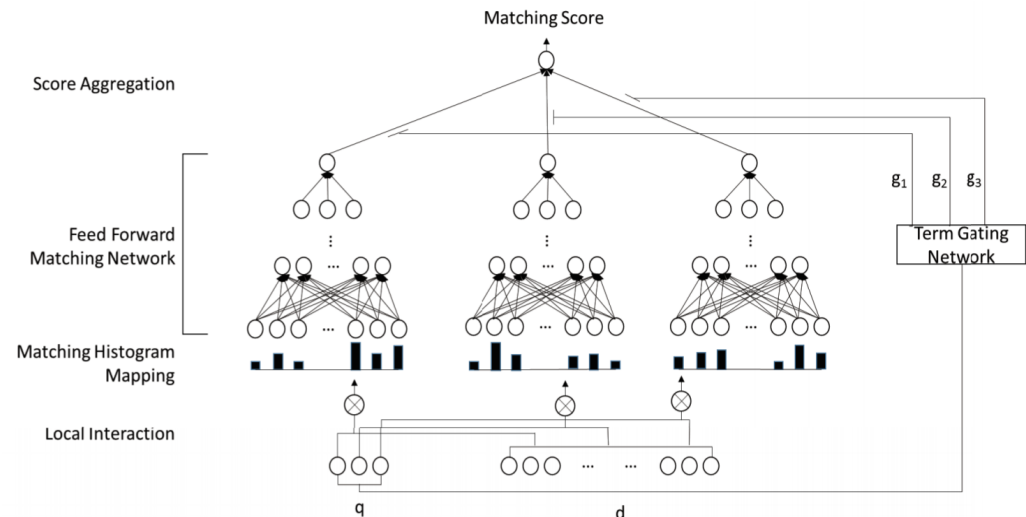 Matching Score
Score Aggregation
g1 g2 g3
Feed Forward
Matching Network
Term Gating
Network
...
...
...
...
...
...
Matching Histogram
Mapping
Local Interaction
... ...
q
d